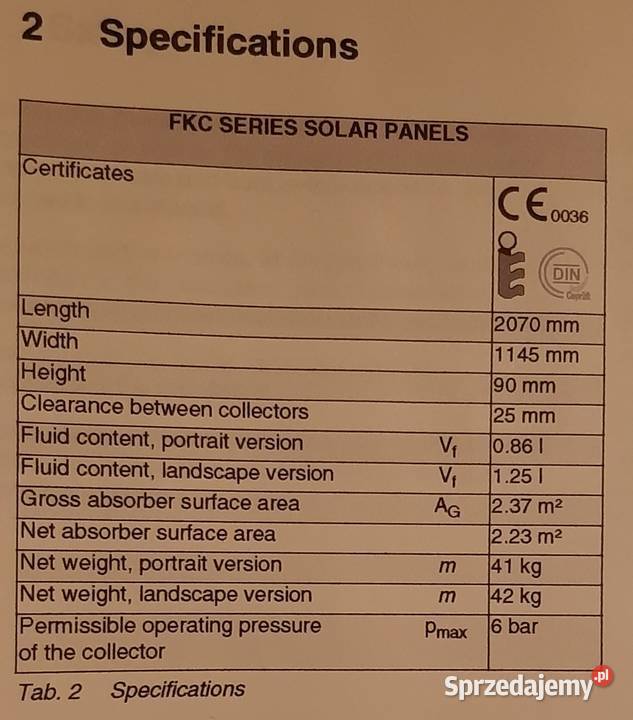 2 Specifications
FKC SERIES SOLAR PANELS
Certificates
CE 0036
DIN
Geprüft
Length 2070 mm
Width 1145 mm
Height 90 mm
Clearance between collectors 25 mm
Fluid content, portrait version Vf 0.86 l
Fluid content, landscape version Vf 1.25 l
Gross absorber surface area AG 2.37 m²
Net absorber surface area 2.23 m²
Net weight, portrait version m 41 kg
Net weight, landscape version m 42 kg
Permissible operating pressure pmax 6 bar
of the collector
Tab. 2 Specifications
Sprzedajemy.pl